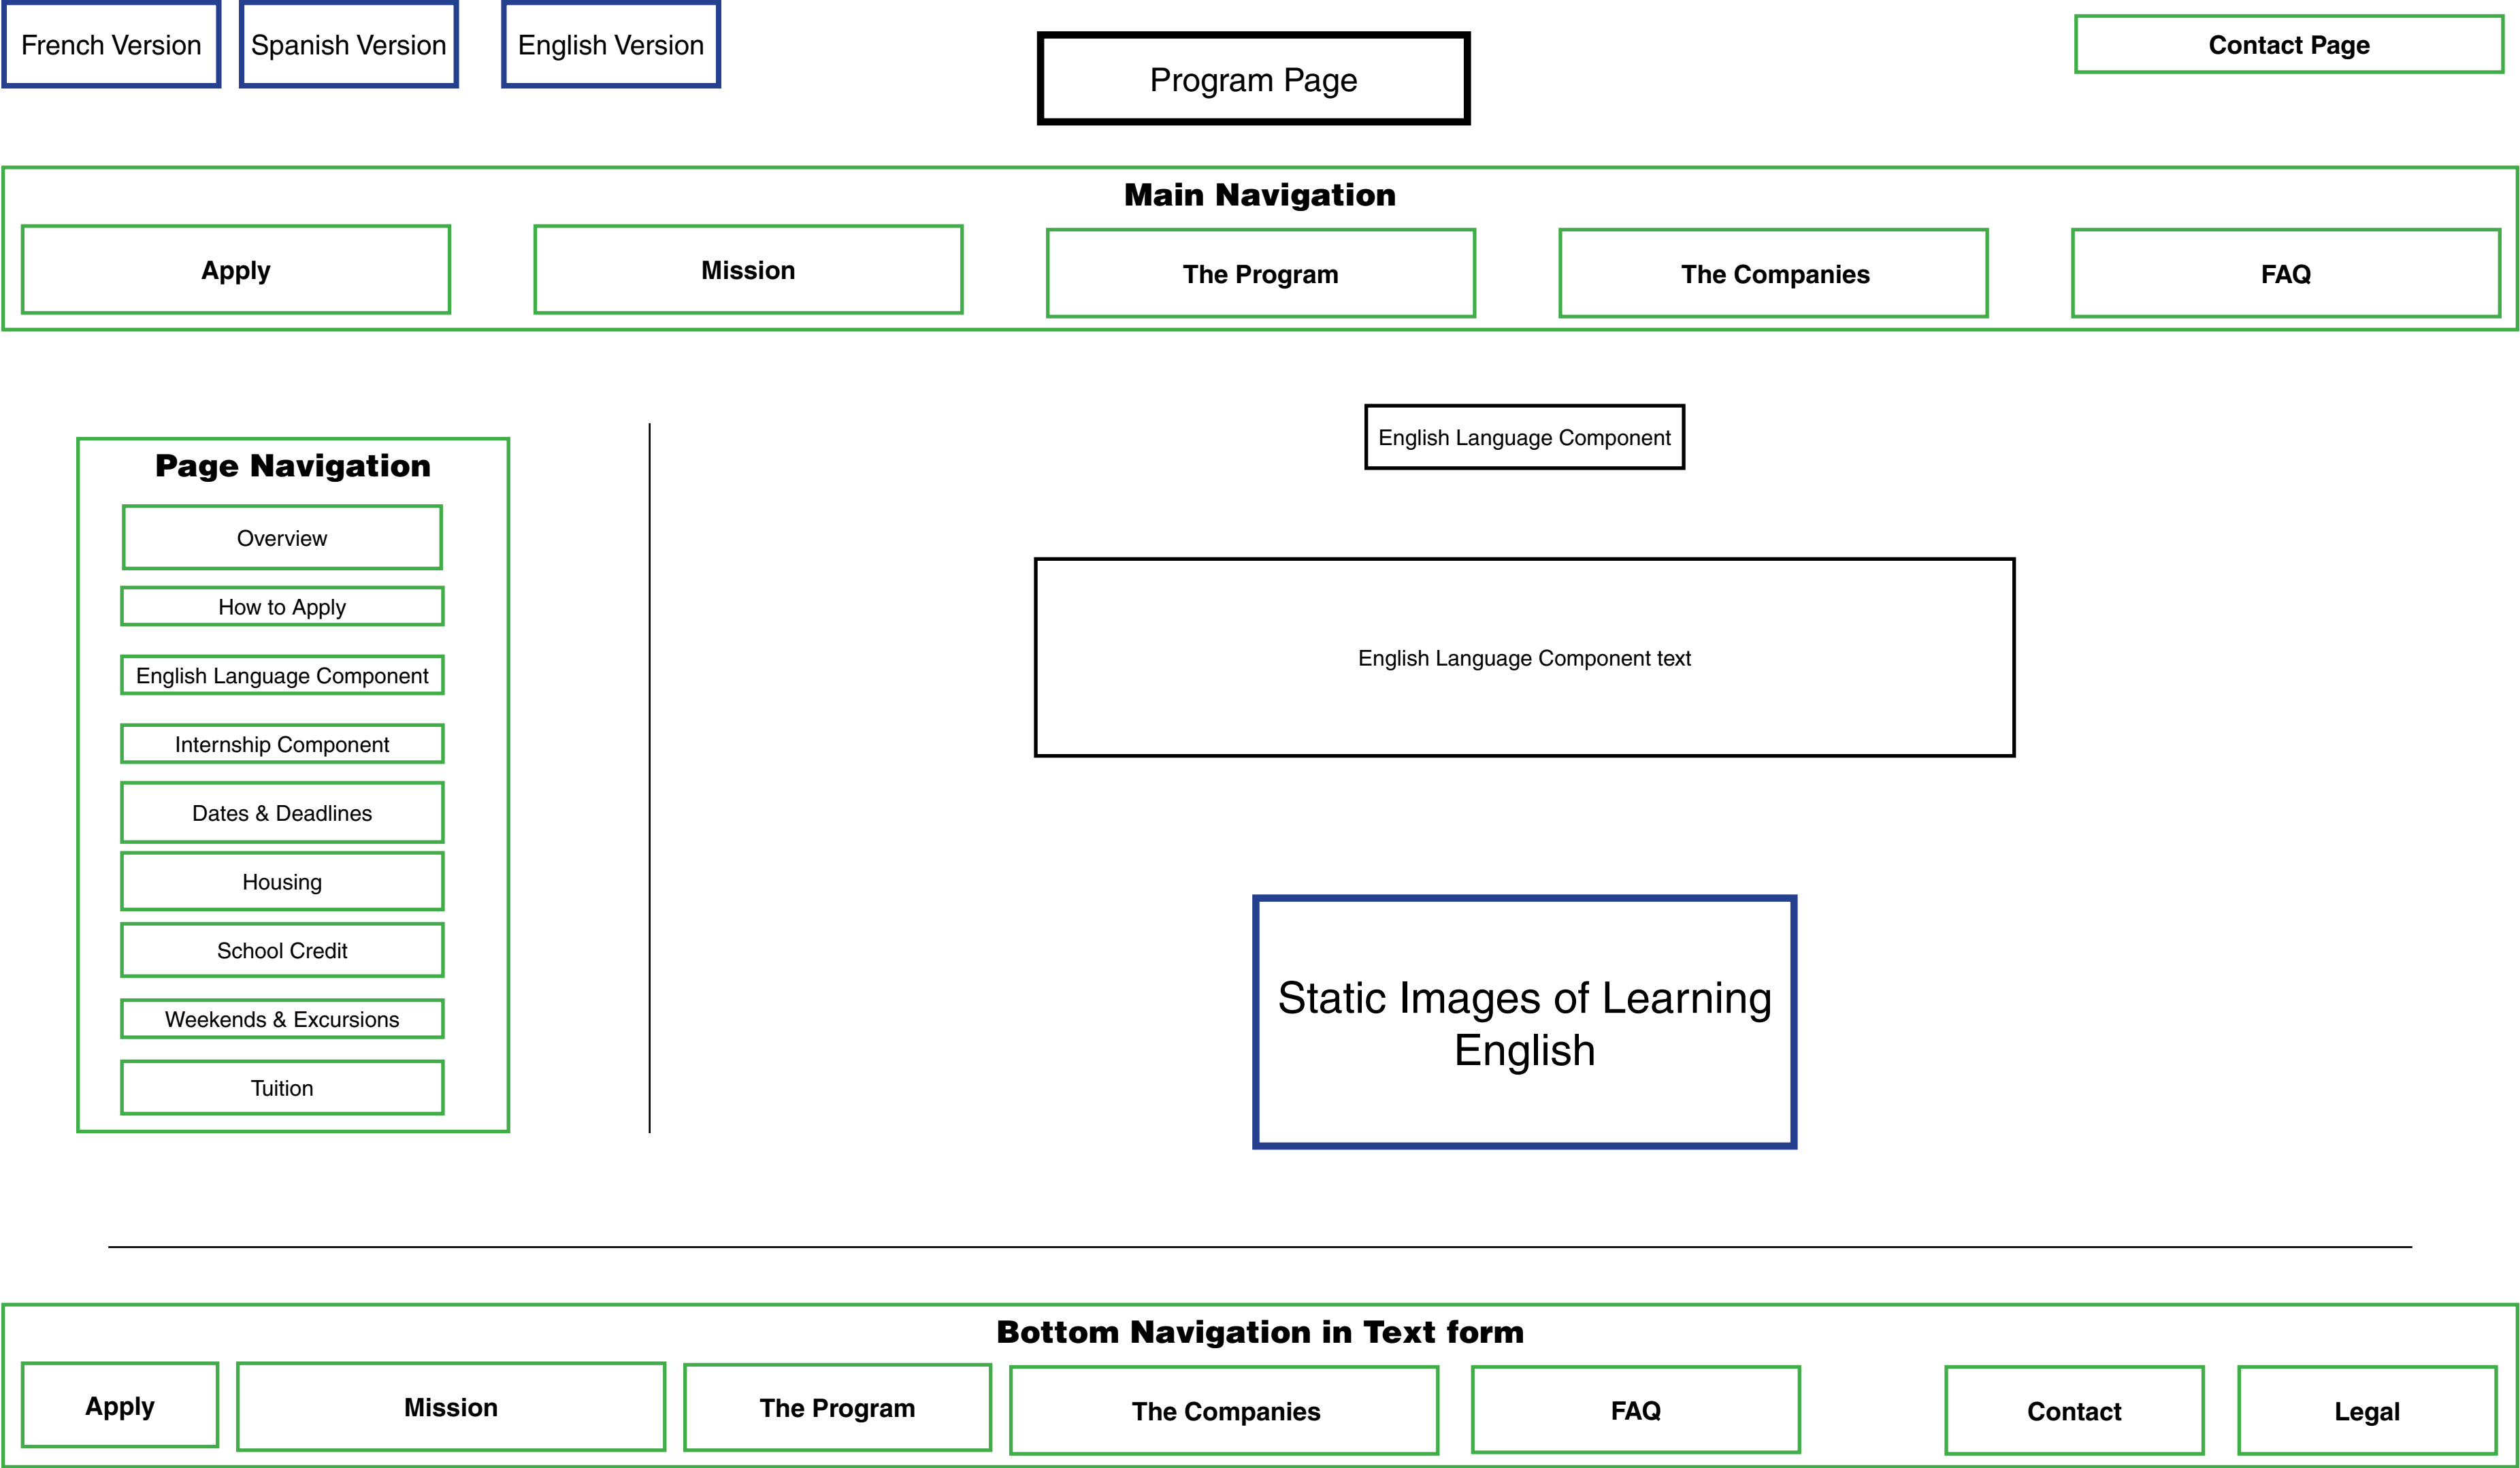 French Version
Spanish Version
English Version
Program Page
Contact Page
Main Navigation
Apply
Mission
The Program
The Companies
FAQ
Page Navigation
Overview
How to Apply
English Language Component
Internship Component
Dates & Deadlines
Housing
School Credit
Weekends & Excursions
Tuition
English Language Component
English Language Component text
Static Images of Learning
English
Bottom Navigation in Text form
Apply
Mission
The Program
The Companies
FAQ
Contact
Legal